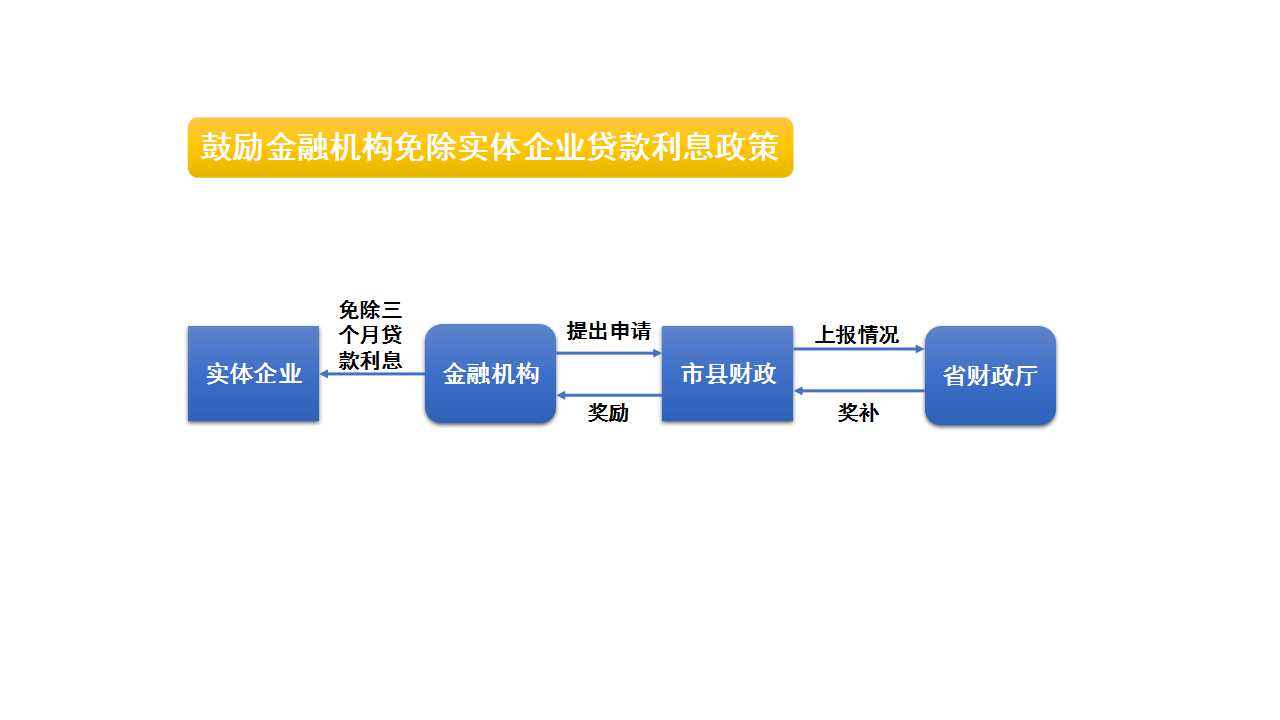 鼓励金融机构免除实体企业贷款利息政策
免除三
个月贷
款利息
提出申请
上报情况
实体企业
金融机构
市县财政
省财政厅
奖励
奖补